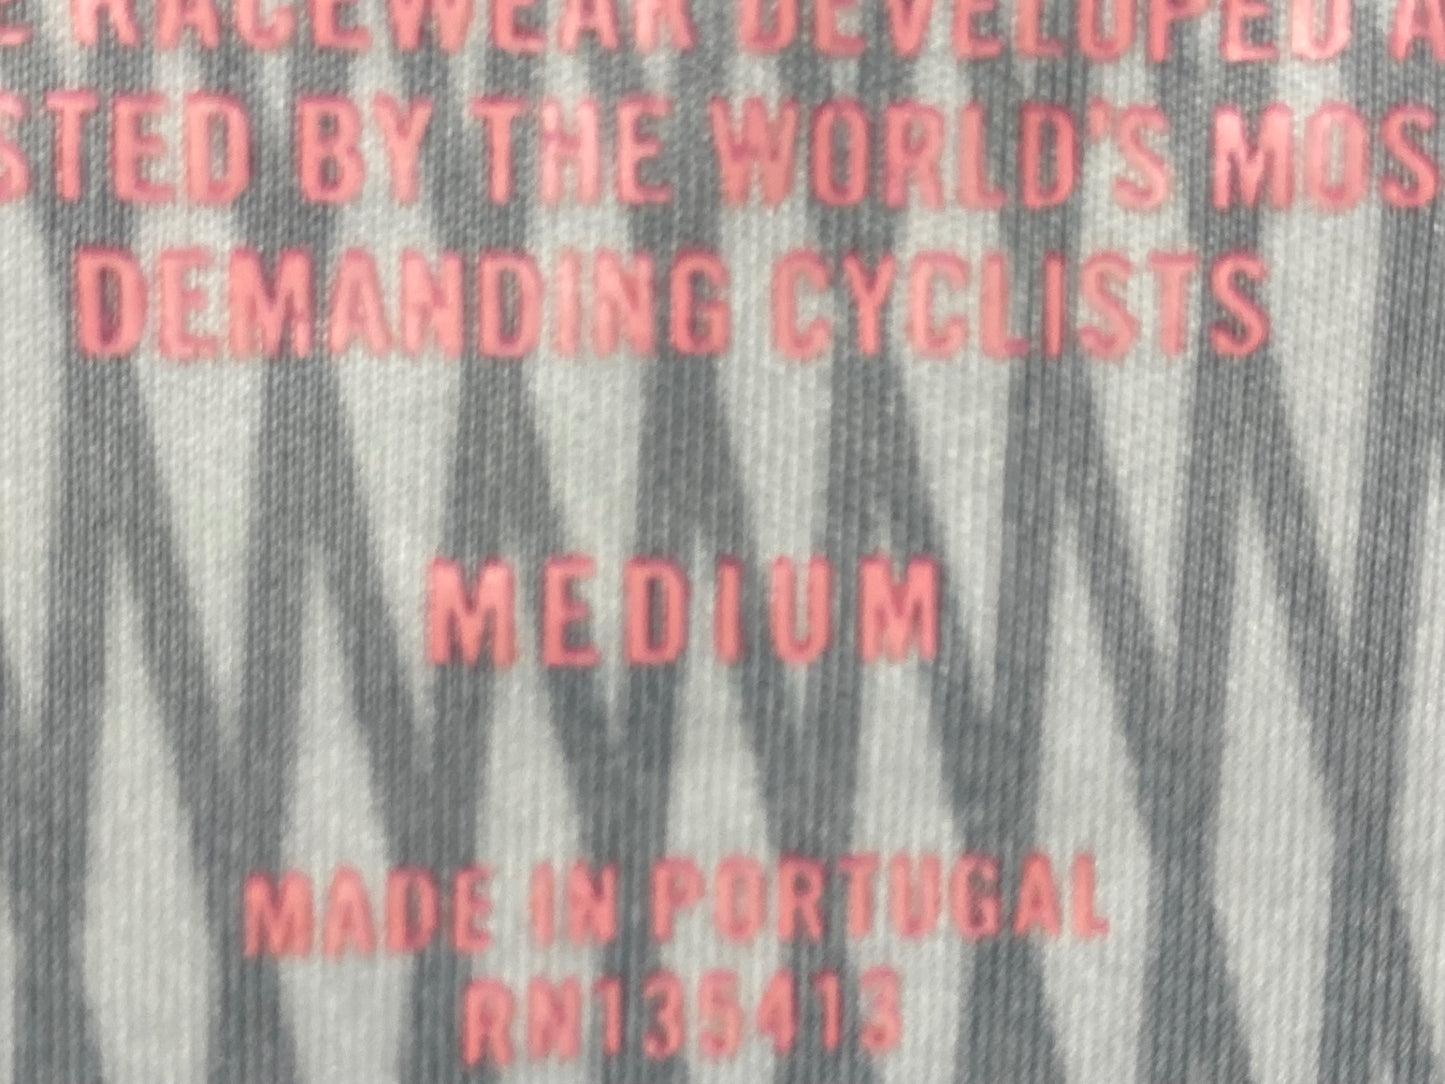 RACEWEAR DEVELOPED
BY THE WORLD'S
DEMANDING CYCLISTS
MEDIUM
MADE IN PORTUGAL
RN135413